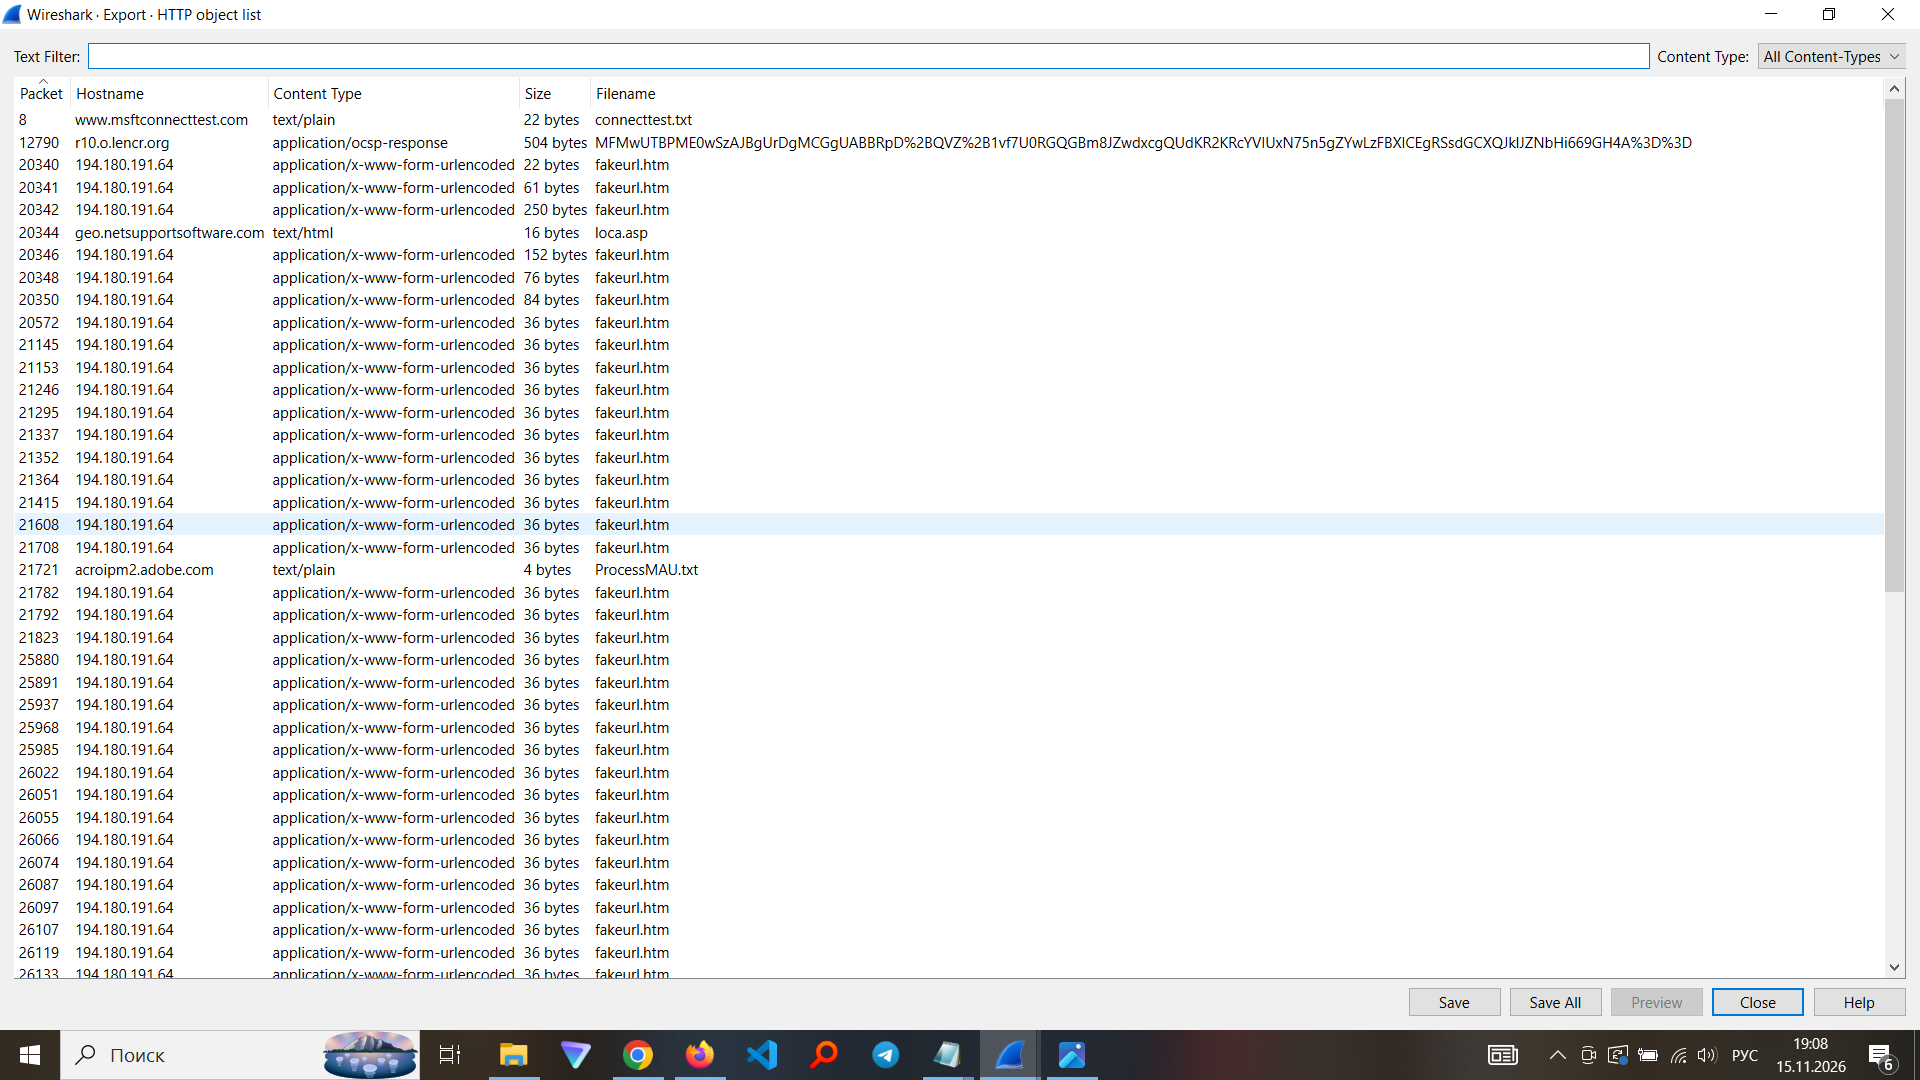 Wireshark · Export · HTTP object list
Text Filter:
Content Type: All Content-Types
Packet Hostname Content Type Size Filename
8 www.msftconnecttest.com text/plain 22 bytes connecttest.txt
12790 r10.o.lencr.org application/ocsp-response 504 bytes MFMwUTBPME0wSzAJBgUrDgMCGgUABBRpD%2BQVZ%2B1vf7U0RGQGBm8JZwdxcgQUdKR2KRcYVIUxN75n5gZYwLzFBXICEgRSsdGCXQJkIJZNbHi669GH4A%3D%3D
20340 194.180.191.64 application/x-www-form-urlencoded 22 bytes fakeurl.htm
20341 194.180.191.64 application/x-www-form-urlencoded 61 bytes fakeurl.htm
20342 194.180.191.64 application/x-www-form-urlencoded 250 bytes fakeurl.htm
20344 geo.netsupportsoftware.com text/html 16 bytes loca.asp
20346 194.180.191.64 application/x-www-form-urlencoded 152 bytes fakeurl.htm
20348 194.180.191.64 application/x-www-form-urlencoded 76 bytes fakeurl.htm
20350 194.180.191.64 application/x-www-form-urlencoded 84 bytes fakeurl.htm
20572 194.180.191.64 application/x-www-form-urlencoded 36 bytes fakeurl.htm
21145 194.180.191.64 application/x-www-form-urlencoded 36 bytes fakeurl.htm
21153 194.180.191.64 application/x-www-form-urlencoded 36 bytes fakeurl.htm
21246 194.180.191.64 application/x-www-form-urlencoded 36 bytes fakeurl.htm
21295 194.180.191.64 application/x-www-form-urlencoded 36 bytes fakeurl.htm
21337 194.180.191.64 application/x-www-form-urlencoded 36 bytes fakeurl.htm
21352 194.180.191.64 application/x-www-form-urlencoded 36 bytes fakeurl.htm
21364 194.180.191.64 application/x-www-form-urlencoded 36 bytes fakeurl.htm
21415 194.180.191.64 application/x-www-form-urlencoded 36 bytes fakeurl.htm
21608 194.180.191.64 application/x-www-form-urlencoded 36 bytes fakeurl.htm
21708 194.180.191.64 application/x-www-form-urlencoded 36 bytes fakeurl.htm
21721 acroipm2.adobe.com text/plain 4 bytes ProcessMAU.txt
21782 194.180.191.64 application/x-www-form-urlencoded 36 bytes fakeurl.htm
21792 194.180.191.64 application/x-www-form-urlencoded 36 bytes fakeurl.htm
21823 194.180.191.64 application/x-www-form-urlencoded 36 bytes fakeurl.htm
25880 194.180.191.64 application/x-www-form-urlencoded 36 bytes fakeurl.htm
25891 194.180.191.64 application/x-www-form-urlencoded 36 bytes fakeurl.htm
25937 194.180.191.64 application/x-www-form-urlencoded 36 bytes fakeurl.htm
25968 194.180.191.64 application/x-www-form-urlencoded 36 bytes fakeurl.htm
25985 194.180.191.64 application/x-www-form-urlencoded 36 bytes fakeurl.htm
26022 194.180.191.64 application/x-www-form-urlencoded 36 bytes fakeurl.htm
26051 194.180.191.64 application/x-www-form-urlencoded 36 bytes fakeurl.htm
26055 194.180.191.64 application/x-www-form-urlencoded 36 bytes fakeurl.htm
26066 194.180.191.64 application/x-www-form-urlencoded 36 bytes fakeurl.htm
26074 194.180.191.64 application/x-www-form-urlencoded 36 bytes fakeurl.htm
26087 194.180.191.64 application/x-www-form-urlencoded 36 bytes fakeurl.htm
26097 194.180.191.64 application/x-www-form-urlencoded 36 bytes fakeurl.htm
26107 194.180.191.64 application/x-www-form-urlencoded 36 bytes fakeurl.htm
26119 194.180.191.64 application/x-www-form-urlencoded 36 bytes fakeurl.htm
26133 194.180.191.64 application/x-www-form-urlencoded 36 bytes fakeurl.htm
Save Save All Preview Close Help
Поиск
РУС
19:08
15.11.2026
6